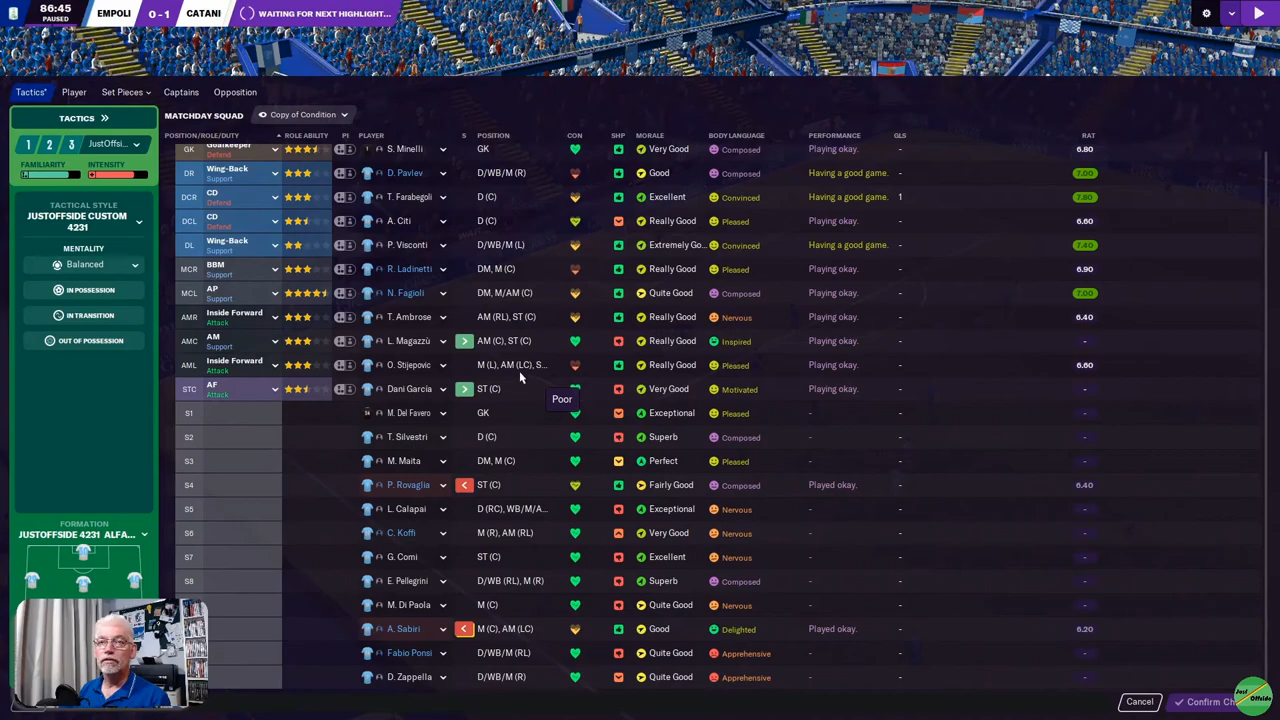 86:45 PAUSED EMPOLI 0 - 1 CATANI WAITING FOR NEXT HIGHLIGHT...
Tactics* Player Set Pieces Captains Opposition
TACTICS
1 2 3 JustOffsi...
FAMILIARITY INTENSITY
TACTICAL STYLE
JUSTOFFSIDE CUSTOM
4231
MENTALITY
Balanced
IN POSSESSION
IN TRANSITION
OUT OF POSSESSION
FORMATION
JUSTOFFSIDE 4231 ALFA...
MATCHDAY SQUAD Copy of Condition
POSITION/ROLE/DUTY ROLE ABILITY PI PLAYER S POSITION CON SHP MORALE BODY LANGUAGE PERFORMANCE GLS RAT
GK Goalkeeper Defend S. Minelli GK Very Good Composed Playing okay. - 6.80
DR Wing-Back Support D. Pavlev D/WB/M (R) Good Composed Having a good game. - 7.00
DCR CD Defend T. Farabegoli D (C) Excellent Convinced Having a good game. 1 7.80
DCL CD Defend A. Citi D (C) Really Good Pleased Playing okay. - 6.60
DL Wing-Back Support P. Visconti D/WB/M (L) Extremely Go... Convinced Having a good game. - 7.40
MCR BBM Support R. Ladinetti DM, M (C) Really Good Pleased Playing okay. - 6.90
MCL AP Support N. Fagioli DM, M/AM (C) Quite Good Composed Playing okay. - 7.00
AMR Inside Forward Attack T. Ambrose AM (RL), ST (C) Really Good Nervous Playing okay. - 6.40
AMC AM Support L. Magazzù AM (C), ST (C) Really Good Inspired Playing okay. - -
AML Inside Forward Attack O. Stijepovic M (L), AM (LC), S... Really Good Pleased Playing okay. - 6.60
STC AF Attack Dani García ST (C) Very Good Motivated Playing okay. - -
Poor
S1 M. Del Favero GK Exceptional Pleased - - -
S2 T. Silvestri D (C) Superb Composed - - -
S3 M. Maita DM, M (C) Perfect Pleased - - -
S4 P. Rovaglia ST (C) Fairly Good Composed Played okay. - 6.40
S5 L. Calapai D (RC), WB/M/A... Exceptional Nervous - - -
S6 C. Koffi M (R), AM (RL) Very Good Nervous - - -
S7 G. Comi ST (C) Excellent Nervous - - -
S8 E. Pellegrini D/WB (RL), M (R) Superb Composed - - -
M. Di Paola M (C) Quite Good Nervous - - -
A. Sabiri M (C), AM (LC) Good Delighted Played okay. - 6.20
Fabio Ponsi D/WB/M (RL) Quite Good Apprehensive - - -
D. Zappella D/WB/M (R) Quite Good Apprehensive - - -
Cancel Confirm Ch
Just Offside